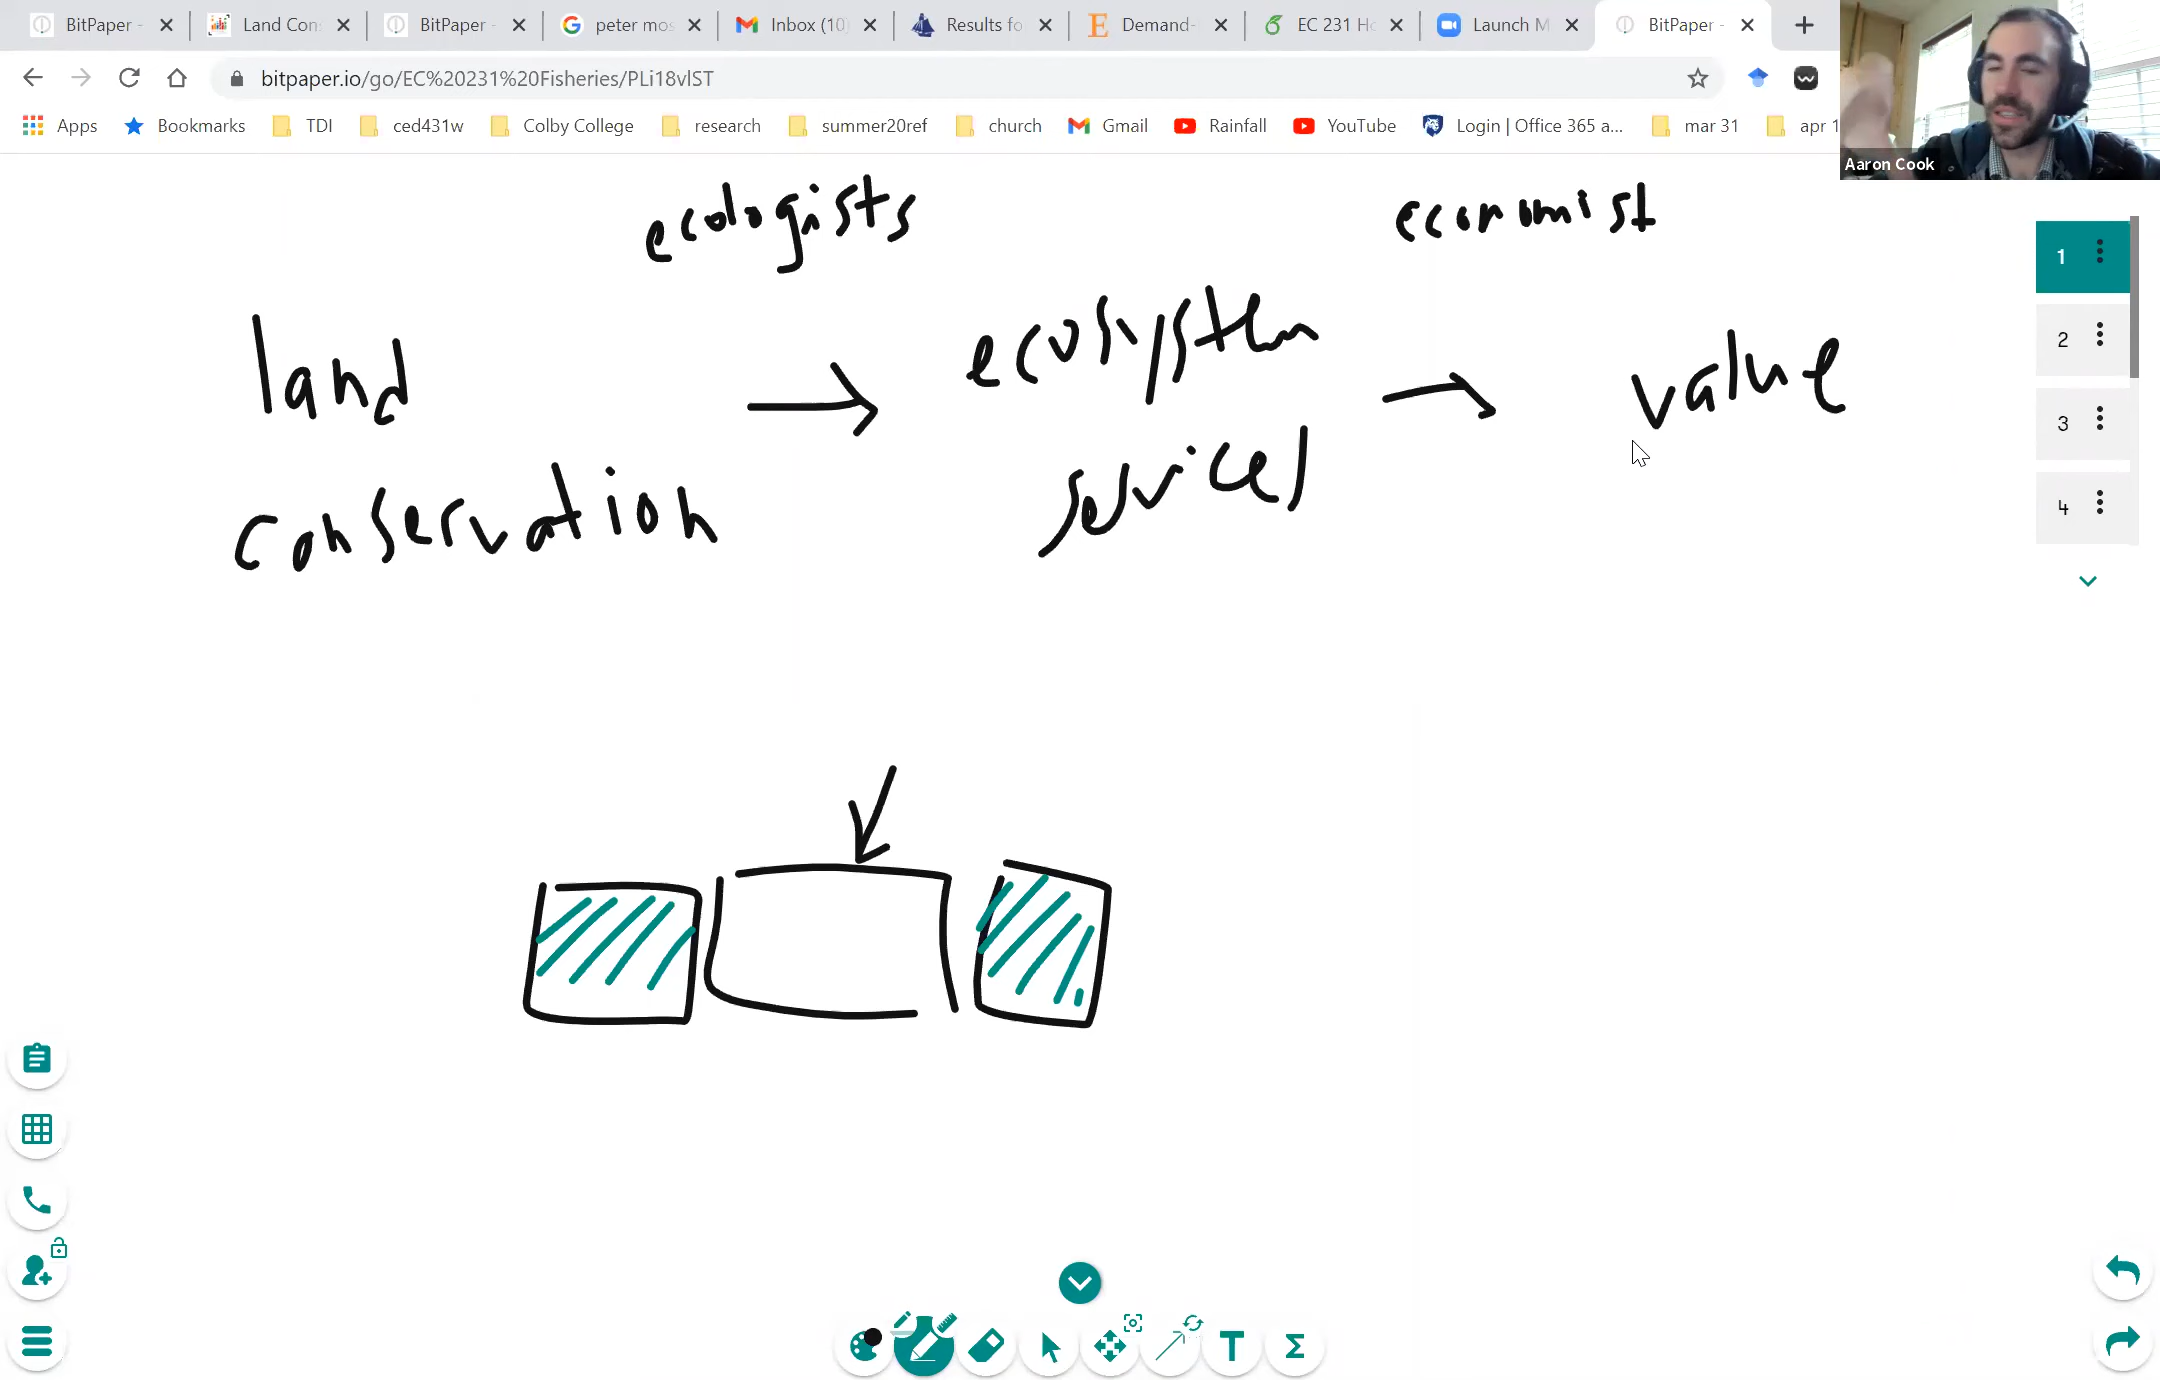 BitPaper -
Land Con
BitPaper -
peter mos
Inbox (10)
Results fo
Demand-
EC 231 Ho
Launch M
BitPaper -
bitpaper.io/go/EC%20231%20Fisheries/PLi18vlST
Apps
Bookmarks
TDI
ced431w
Colby College
research
summer20ref
church
Gmail
Rainfall
YouTube
Login | Office 365 a...
mar 31
apr 1
Aaron Cook
ecologists
economist
land
conservation
ecosystem
services
value
1
2
3
4
T
Σ